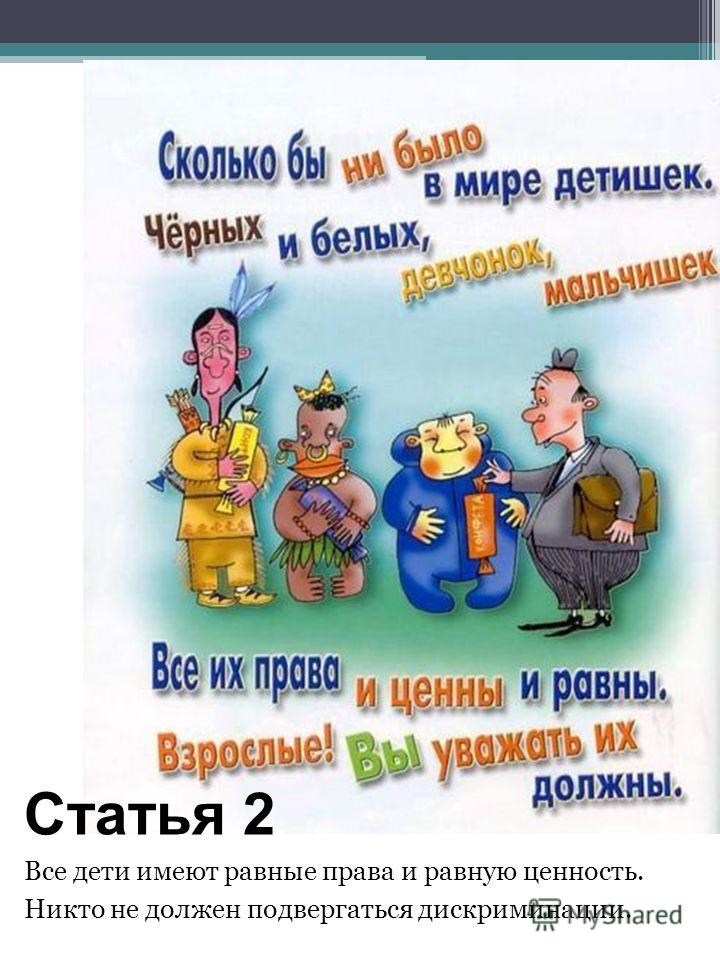 Сколько бы ни было в мире детишек.
Чёрных и белых, девчонок, мальчишек
КОНФЕТА
Все их права и ценны и равны.
Взрослые! Вы уважать их должны.
Статья 2
Все дети имеют равные права и равную ценность.
Никто не должен подвергаться дискриминации.
MyShared